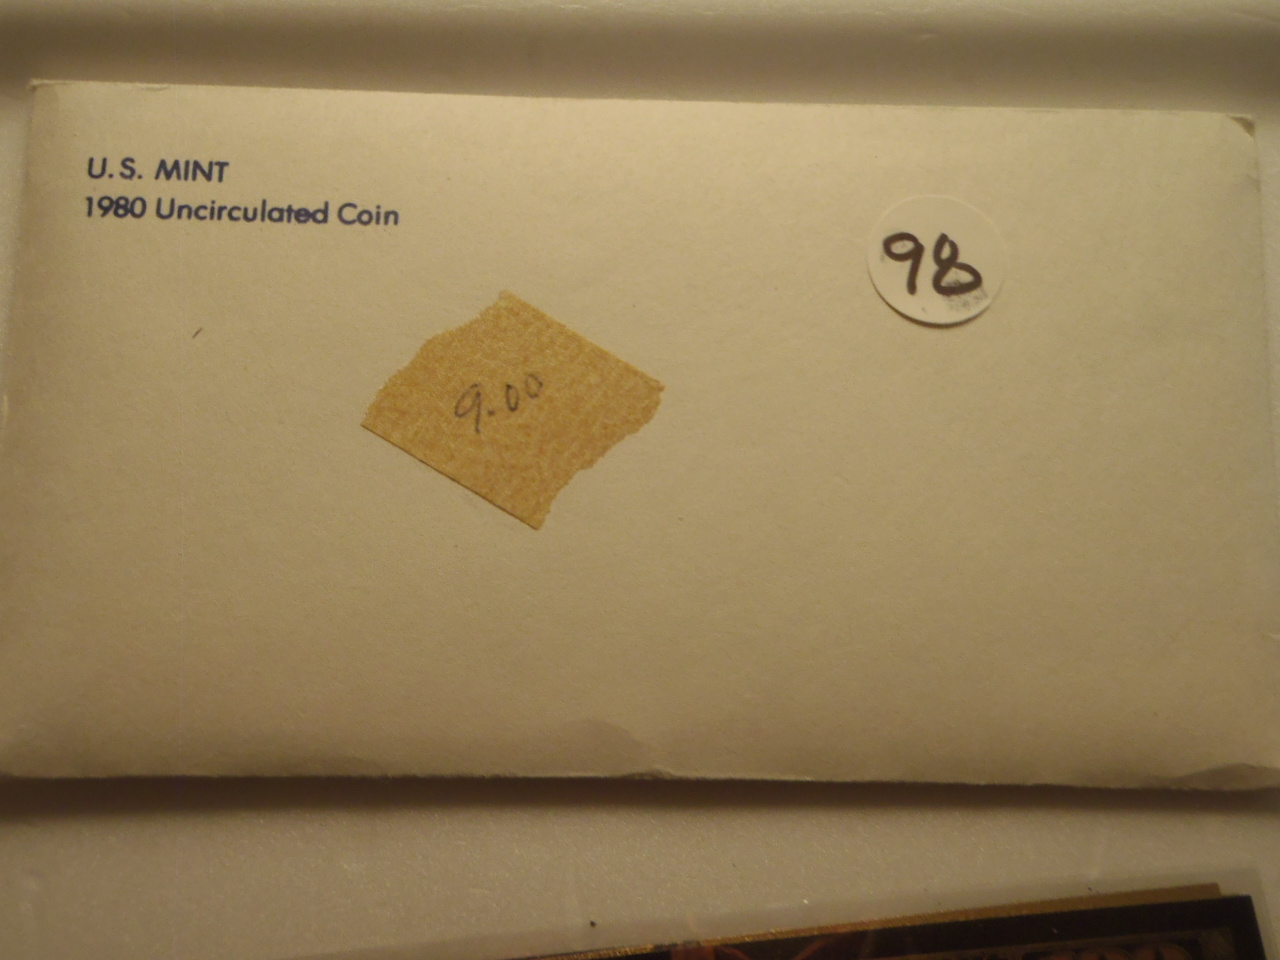 U.S. MINT
1980 Uncirculated Coin
98
9.00